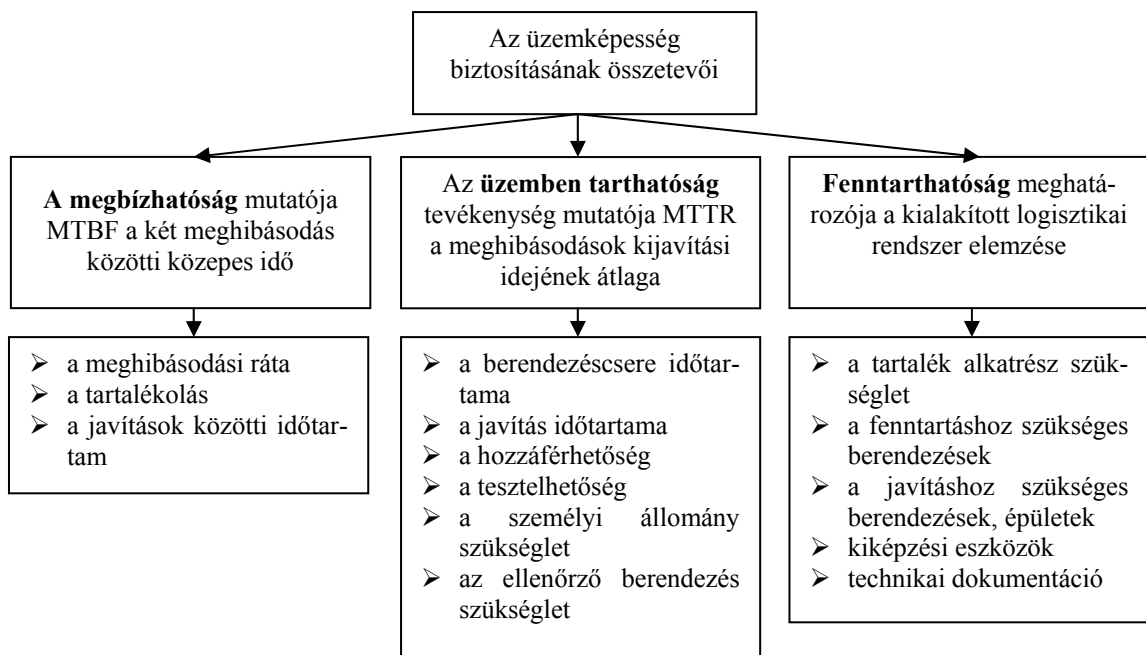 Az üzemképesség
biztosításának összetevői
A megbízhatóság mutatója
MTBF a két meghibásodás
közötti közepes idő
Az üzemben tarthatóság
tevékenység mutatója MTTR
a meghibásodások kijavítási
idejének átlaga
Fenntarthatóság meghatá-
rozója a kialakított logisztikai
rendszer elemzése
➢ a meghibásodási ráta
➢ a tartalékolás
➢ a javítások közötti időtar-
tam
➢ a berendezéscsere időtar-
tama
➢ a javítás időtartama
➢ a hozzáférhetőség
➢ a tesztelhetőség
➢ a személyi állomány
szükséglet
➢ az ellenőrző berendezés
szükséglet
➢ a tartalék alkatrész szük-
séglet
➢ a fenntartáshoz szükséges
berendezések
➢ a javításhoz szükséges
berendezések, épületek
➢ kiképzési eszközök
➢ technikai dokumentáció